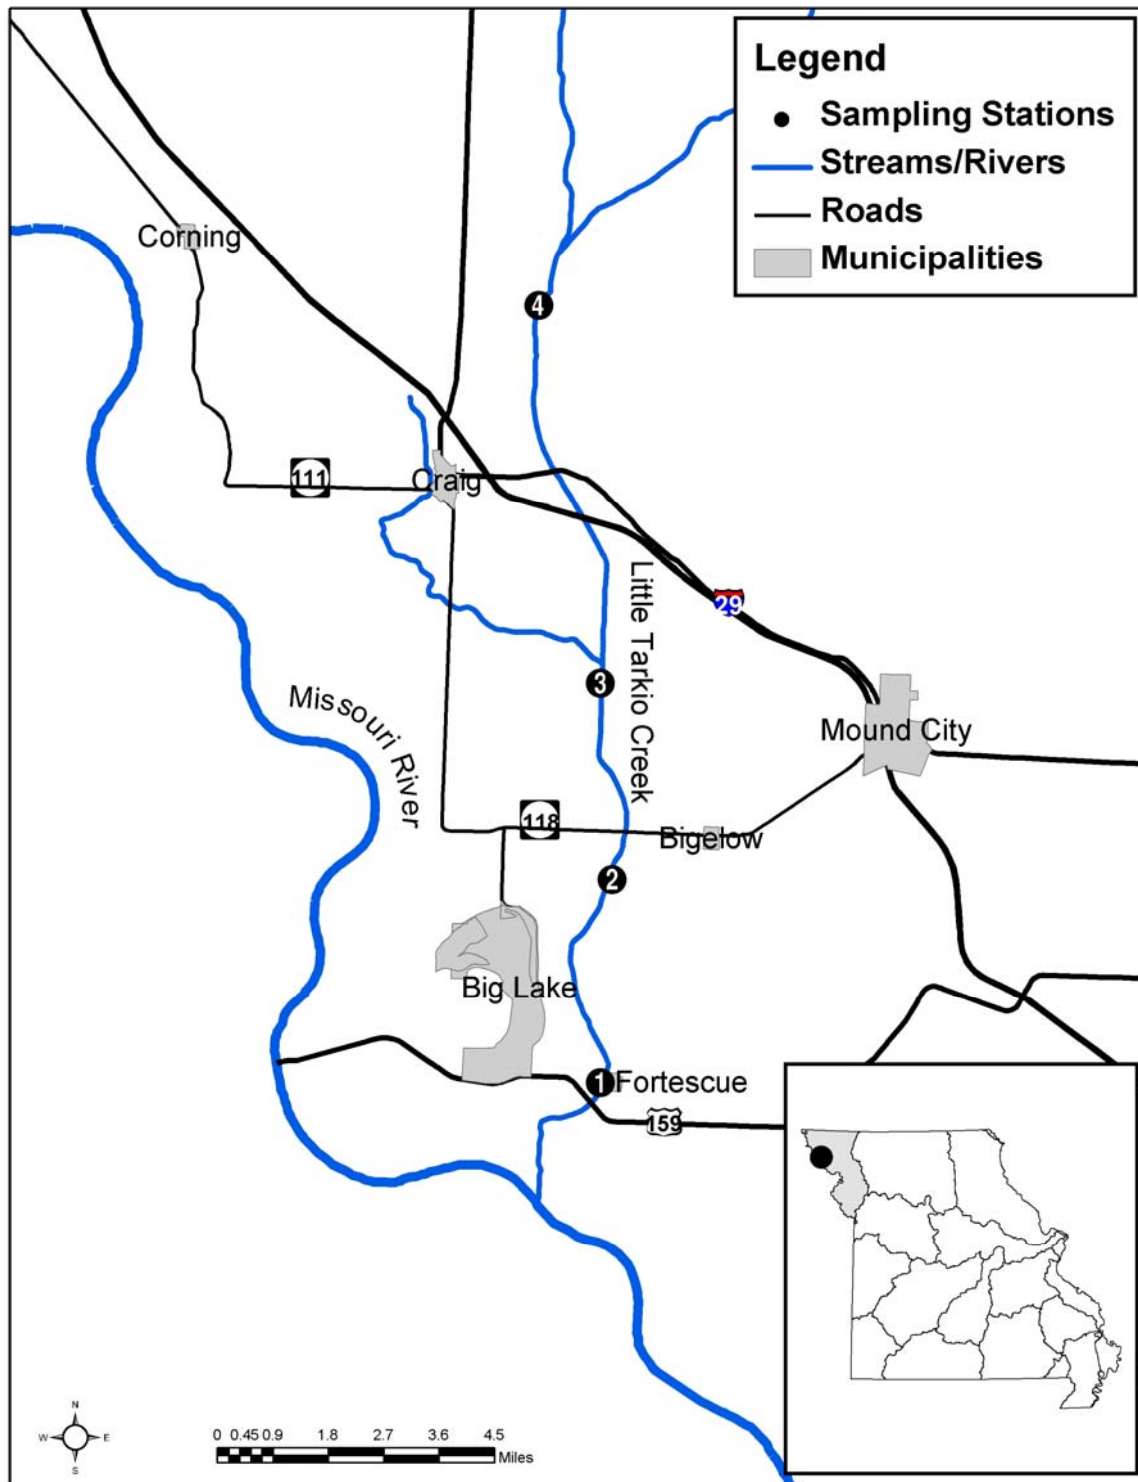 Legend
Sampling Stations
Streams/Rivers
Roads
Municipalities
Corning
4
111
Craig
29
Little Tarkio Creek
3
Missouri River
Mound City
118
Bigelow
2
Big Lake
1
Fortescue
159
N
W E
S
0 0.45 0.9 1.8 2.7 3.6 4.5
Miles